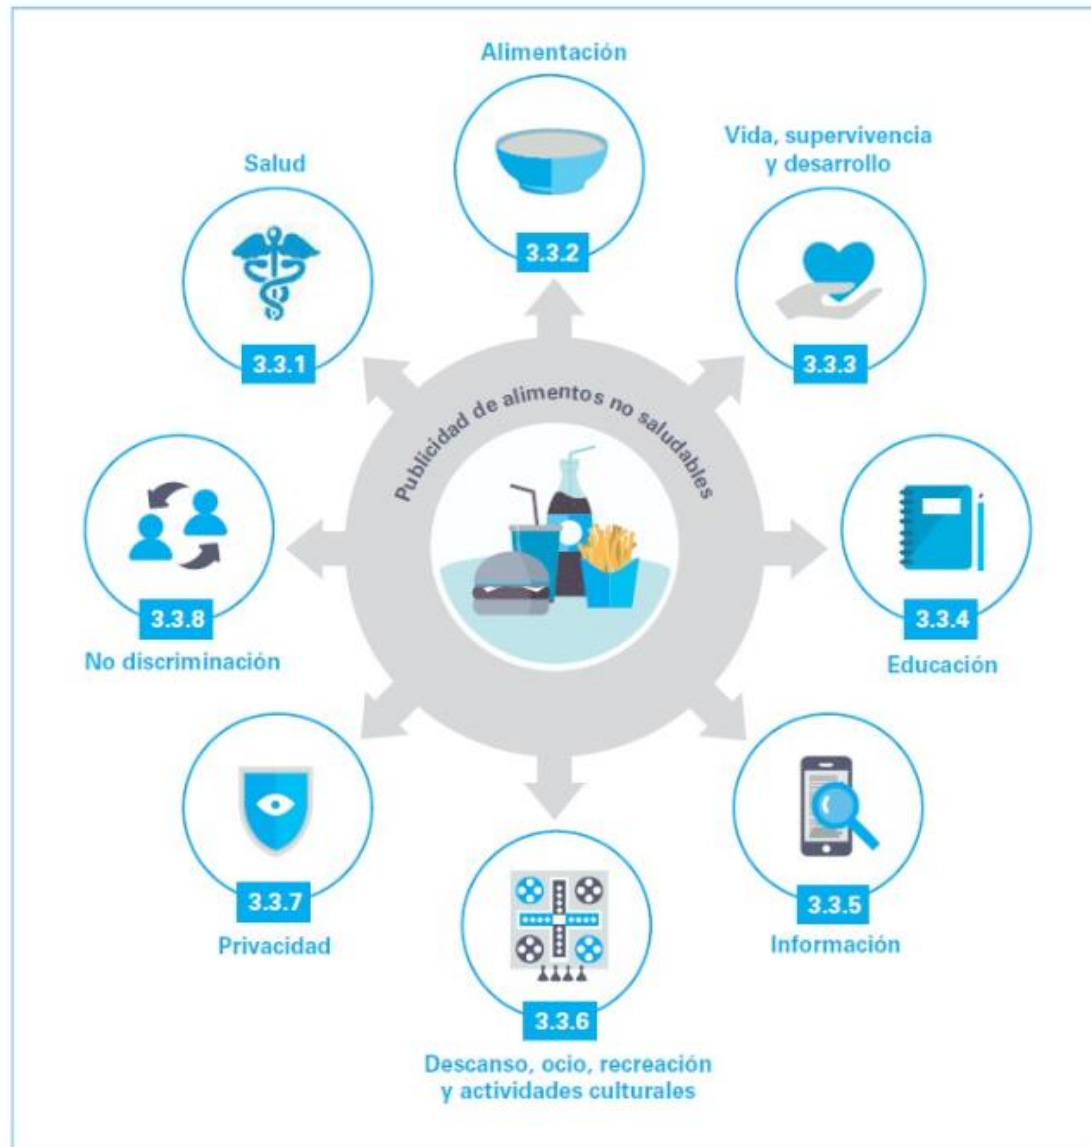 Alimentación
3.3.2
Vida, supervivencia
y desarrollo
3.3.3
Salud
3.3.1
Publicidad de alimentos no saludables
3.3.8
No discriminación
3.3.4
Educación
3.3.7
Privacidad
3.3.5
Información
3.3.6
Descanso, ocio, recreación
y actividades culturales